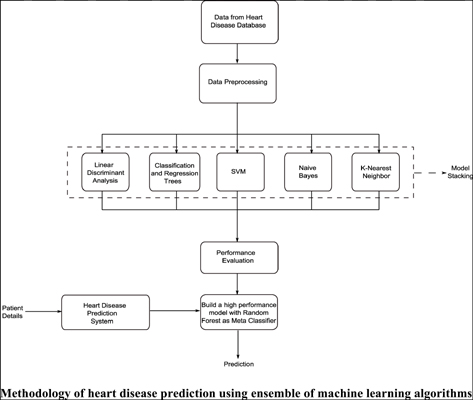 Data from Heart
Disease Database
Data Preprocessing
Linear
Discriminant
Analysis
Classification
and Regression
Trees
SVM
Naive
Bayes
K-Nearest
Neighbor
Model
Stacking
Performance
Evaluation
Patient
Details
Heart Disease
Prediction
System
Build a high performance
model with Random
Forest as Meta Classifier
Prediction
Methodology of heart disease prediction using ensemble of machine learning algorithms